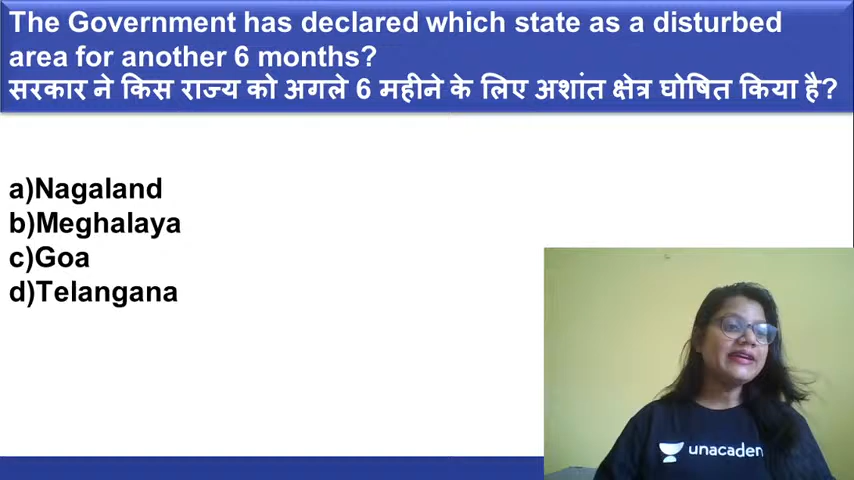 The Government has declared which state as a disturbed
area for another 6 months?
सरकार ने किस राज्य को अगले 6 महीने के लिए अशांत क्षेत्र घोषित किया है?
a)Nagaland
b)Meghalaya
c)Goa
d)Telangana
unacadem